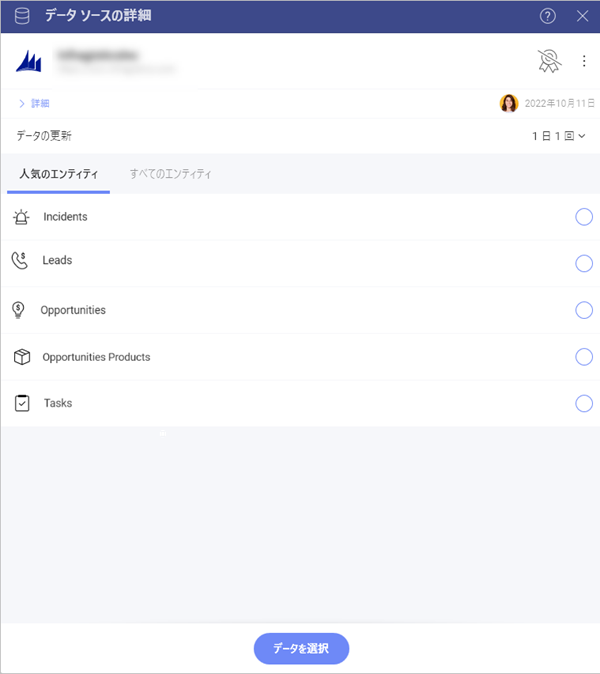 データ ソースの詳細
詳細
2022年10月11日
データの更新
1 日 1 回
人気のエンティティ
すべてのエンティティ
Incidents
Leads
Opportunities
Opportunities Products
Tasks
データを選択